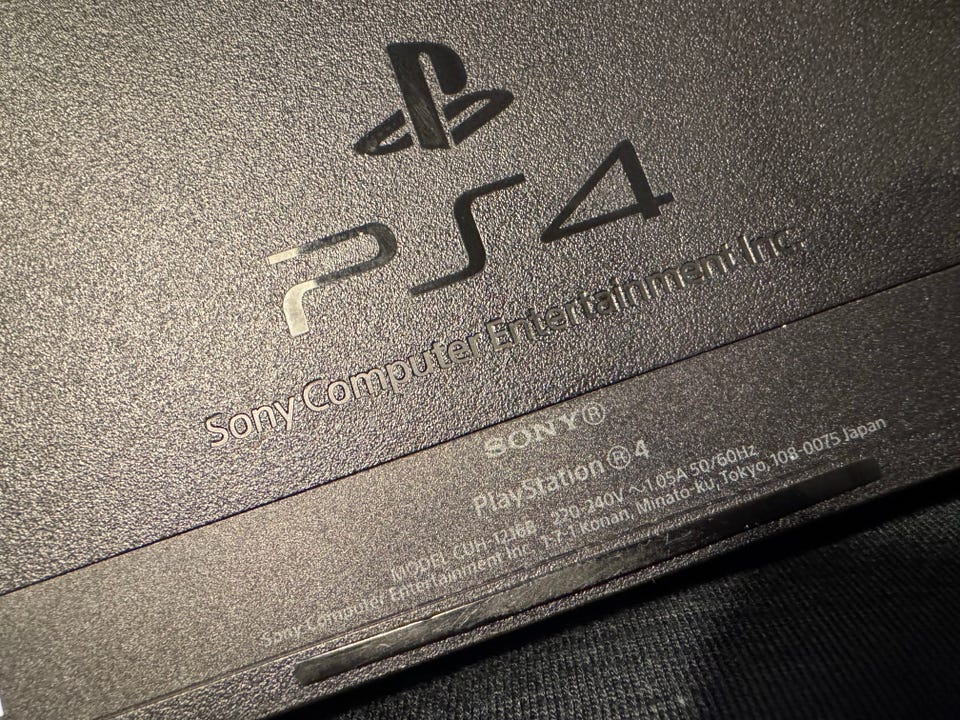 PS4
Sony Computer Entertainment Inc.
SONY®
PlayStation®4
MODEL CUH-1216B 220-240V ~1.05A 50/60Hz
Sony Computer Entertainment Inc. 1-7-1 Konan, Minato-ku, Tokyo, 108-0075 Japan